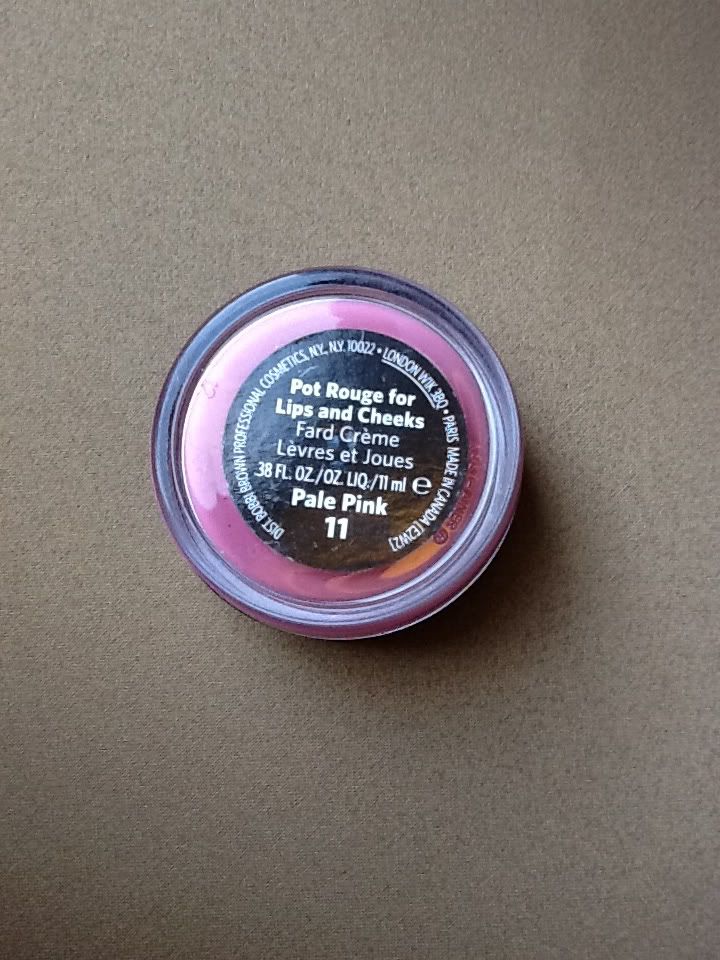 DIST. BOBBI BROWN PROFESSIONAL COSMETICS, N.Y., N.Y. 10022 • LONDON W1K 3BQ • PARIS MADE IN CANADA [E2WZ]
Pot Rouge for
Lips and Cheeks
Fard Crème
Lèvres et Joues
.38 FL. OZ./OZ. LIQ./11 ml e
Pale Pink
11